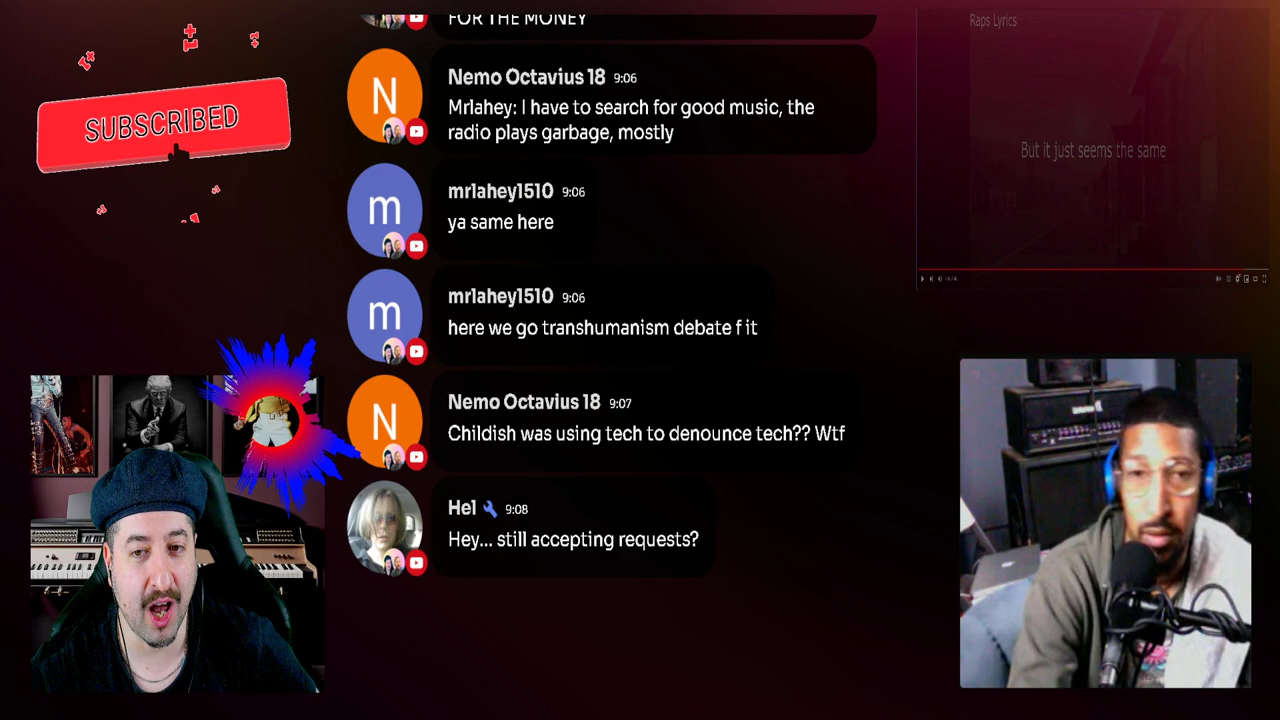 FOR THE MONEY
Raps Lyrics
SUBSCRIBED
N
Nemo Octavius 18 9:06
Mrlahey: I have to search for good music, the
radio plays garbage, mostly
But it just seems the same
m
mrlahey1510 9:06
ya same here
m
mrlahey1510 9:06
here we go transhumanism debate f it
N
Nemo Octavius 18 9:07
Childish was using tech to denounce tech?? Wtf
Hel 9:08
Hey... still accepting requests?